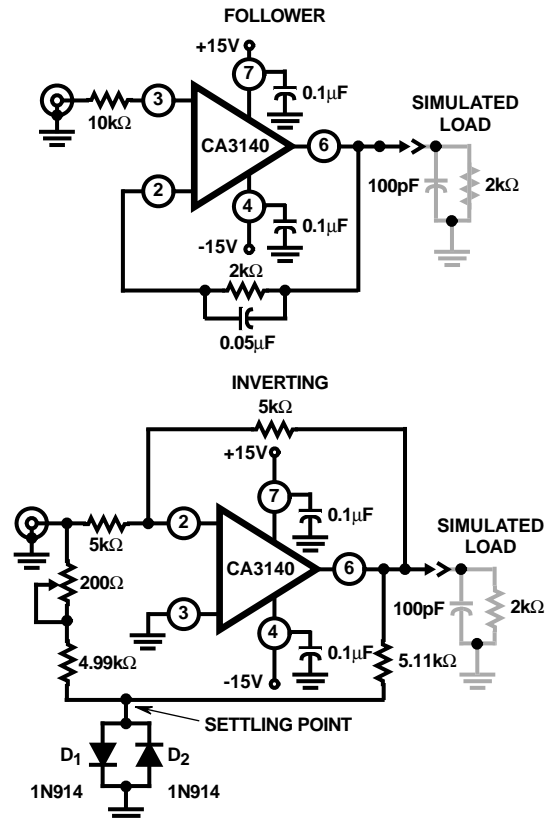 FOLLOWER
+15V
7
0.1μF
3
10kΩ
CA3140
6
SIMULATED
LOAD
100pF
2kΩ
2
4
0.1μF
-15V
2kΩ
0.05μF
INVERTING
5kΩ
+15V
7
0.1μF
2
5kΩ
CA3140
6
SIMULATED
LOAD
200Ω
3
100pF
2kΩ
4
0.1μF
4.99kΩ
5.11kΩ
-15V
SETTLING POINT
D1
D2
1N914
1N914